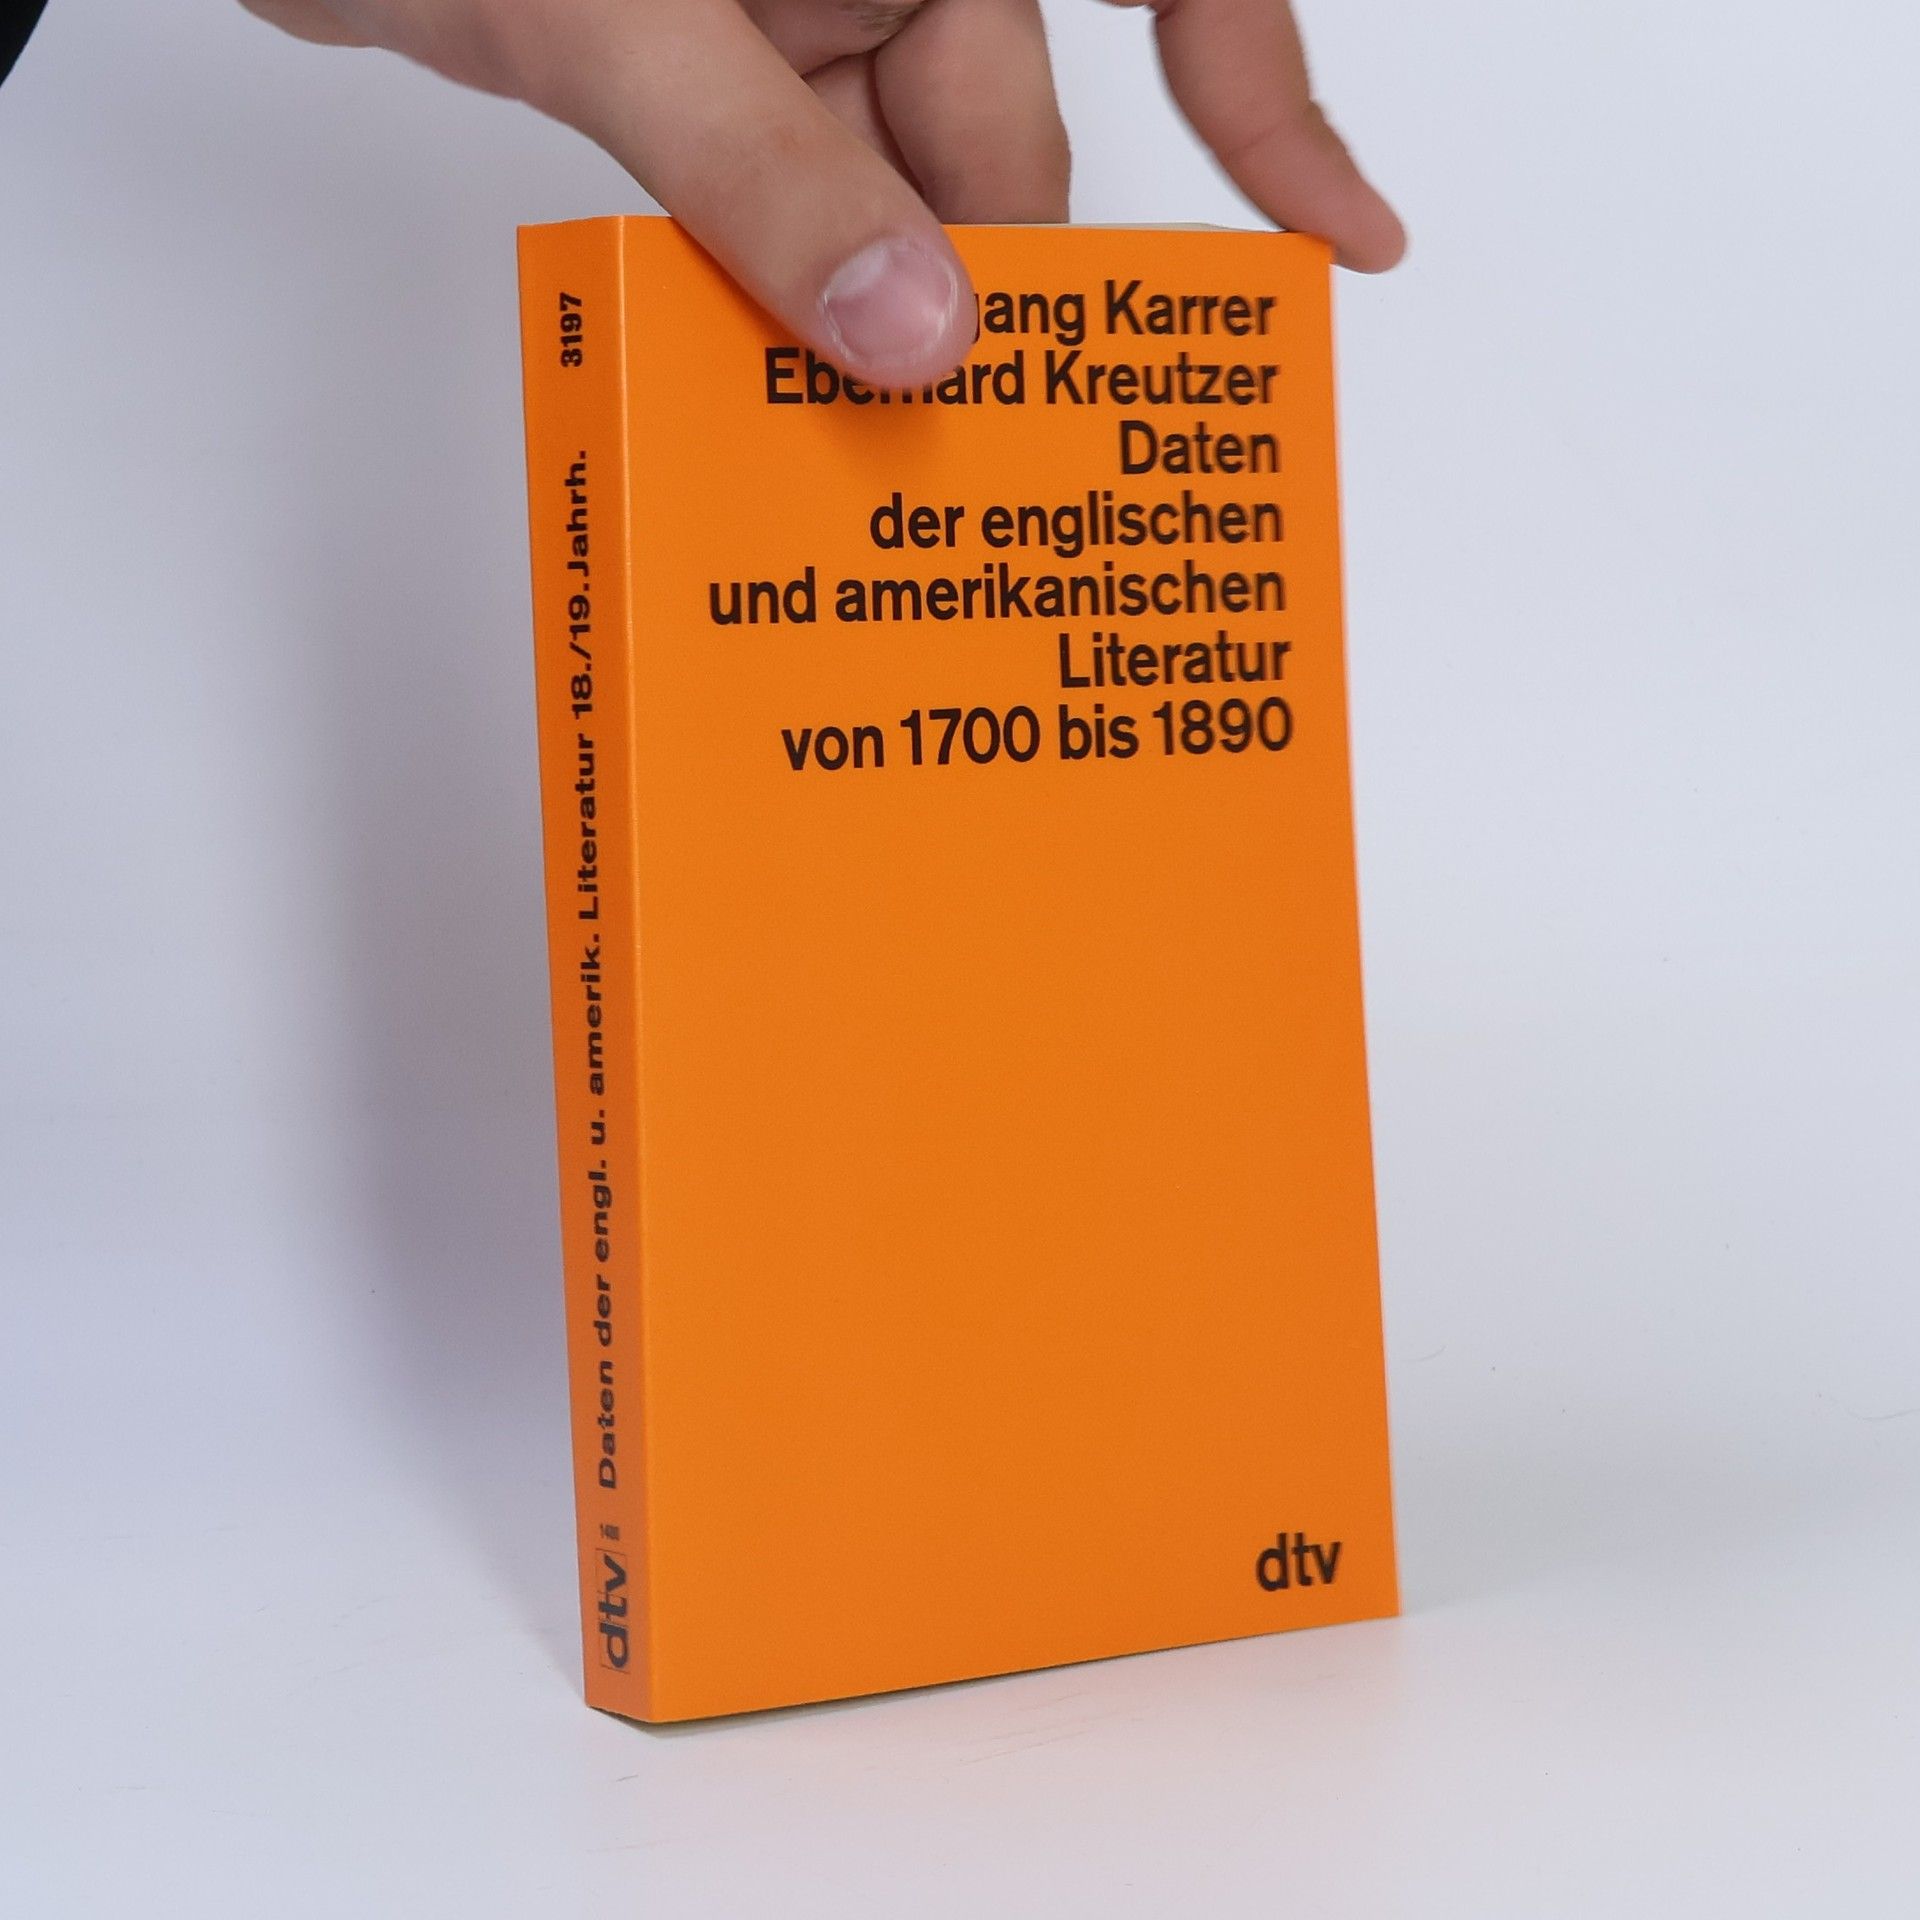 gang Karrer
Eberhard Kreutzer
Daten
der englischen
und amerikanischen
Literatur
von 1700 bis 1890
dtv
dtv Daten der engl. u. amerik. Literatur 18./19. Jahrh. 3197